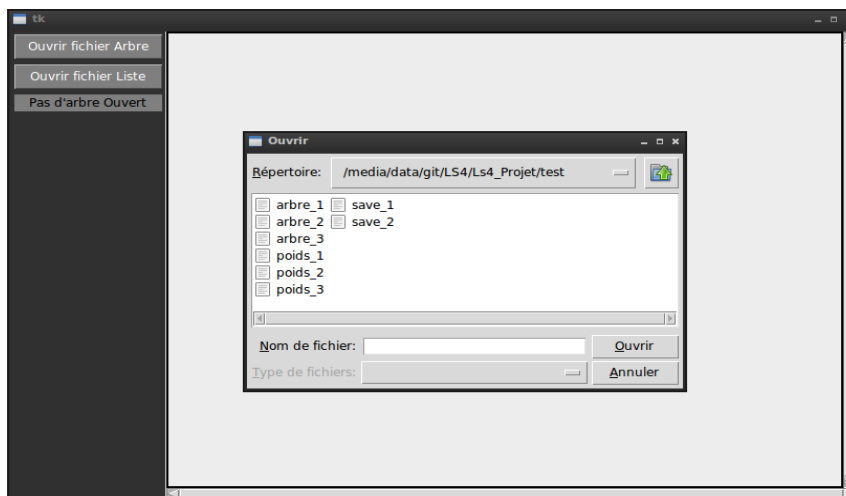 tk
Ouvrir fichier Arbre
Ouvrir fichier Liste
Pas d'arbre Ouvert
Ouvrir
Répertoire: /media/data/git/LS4/Ls4_Projet/test
arbre_1 save_1
arbre_2 save_2
arbre_3
poids_1
poids_2
poids_3
Nom de fichier: Ouvrir
Type de fichiers: Annuler